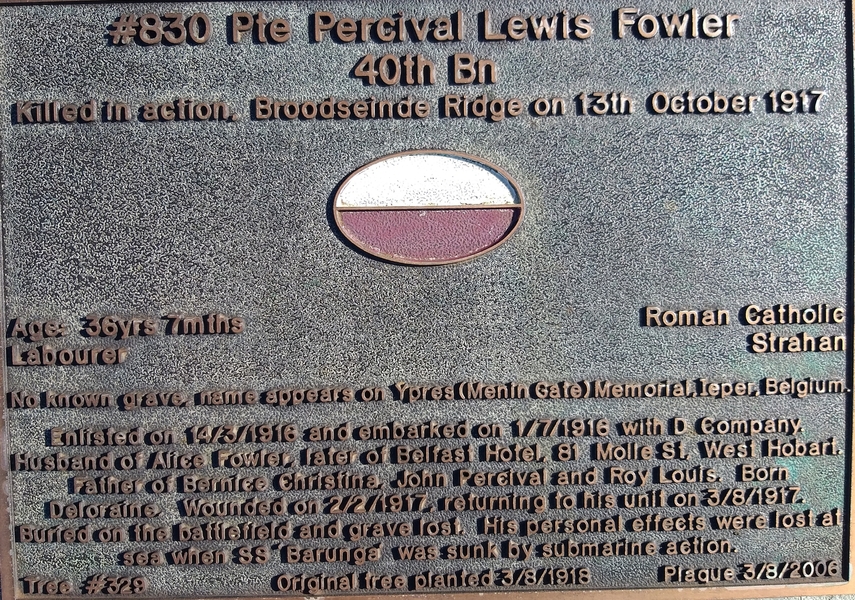 #830 Pte Percival Lewis Fowler
40th Bn
Killed in action, Broodseinde Ridge on 13th October 1917
Age: 36yrs 7mths
Roman Catholic
Labourer
Strahan
No known grave, name appears on Ypres (Menin Gate) Memorial, Ieper, Belgium.
Enlisted on 14/3/1916 and embarked on 1/7/1916 with D Company.
Husband of Alice Fowler, later of Belfast Hotel, 81 Molle St, West Hobart.
Father of Bernice Christina, John Percival and Roy Louis. Born
Deloraine. Wounded on 2/2/1917, returning to his unit on 3/8/1917.
Buried on the battlefield and grave lost. His personal effects were lost at
sea when SS 'Barunga' was sunk by submarine action.
Tree #329
Original tree planted 3/8/1918
Plaque 3/8/2006